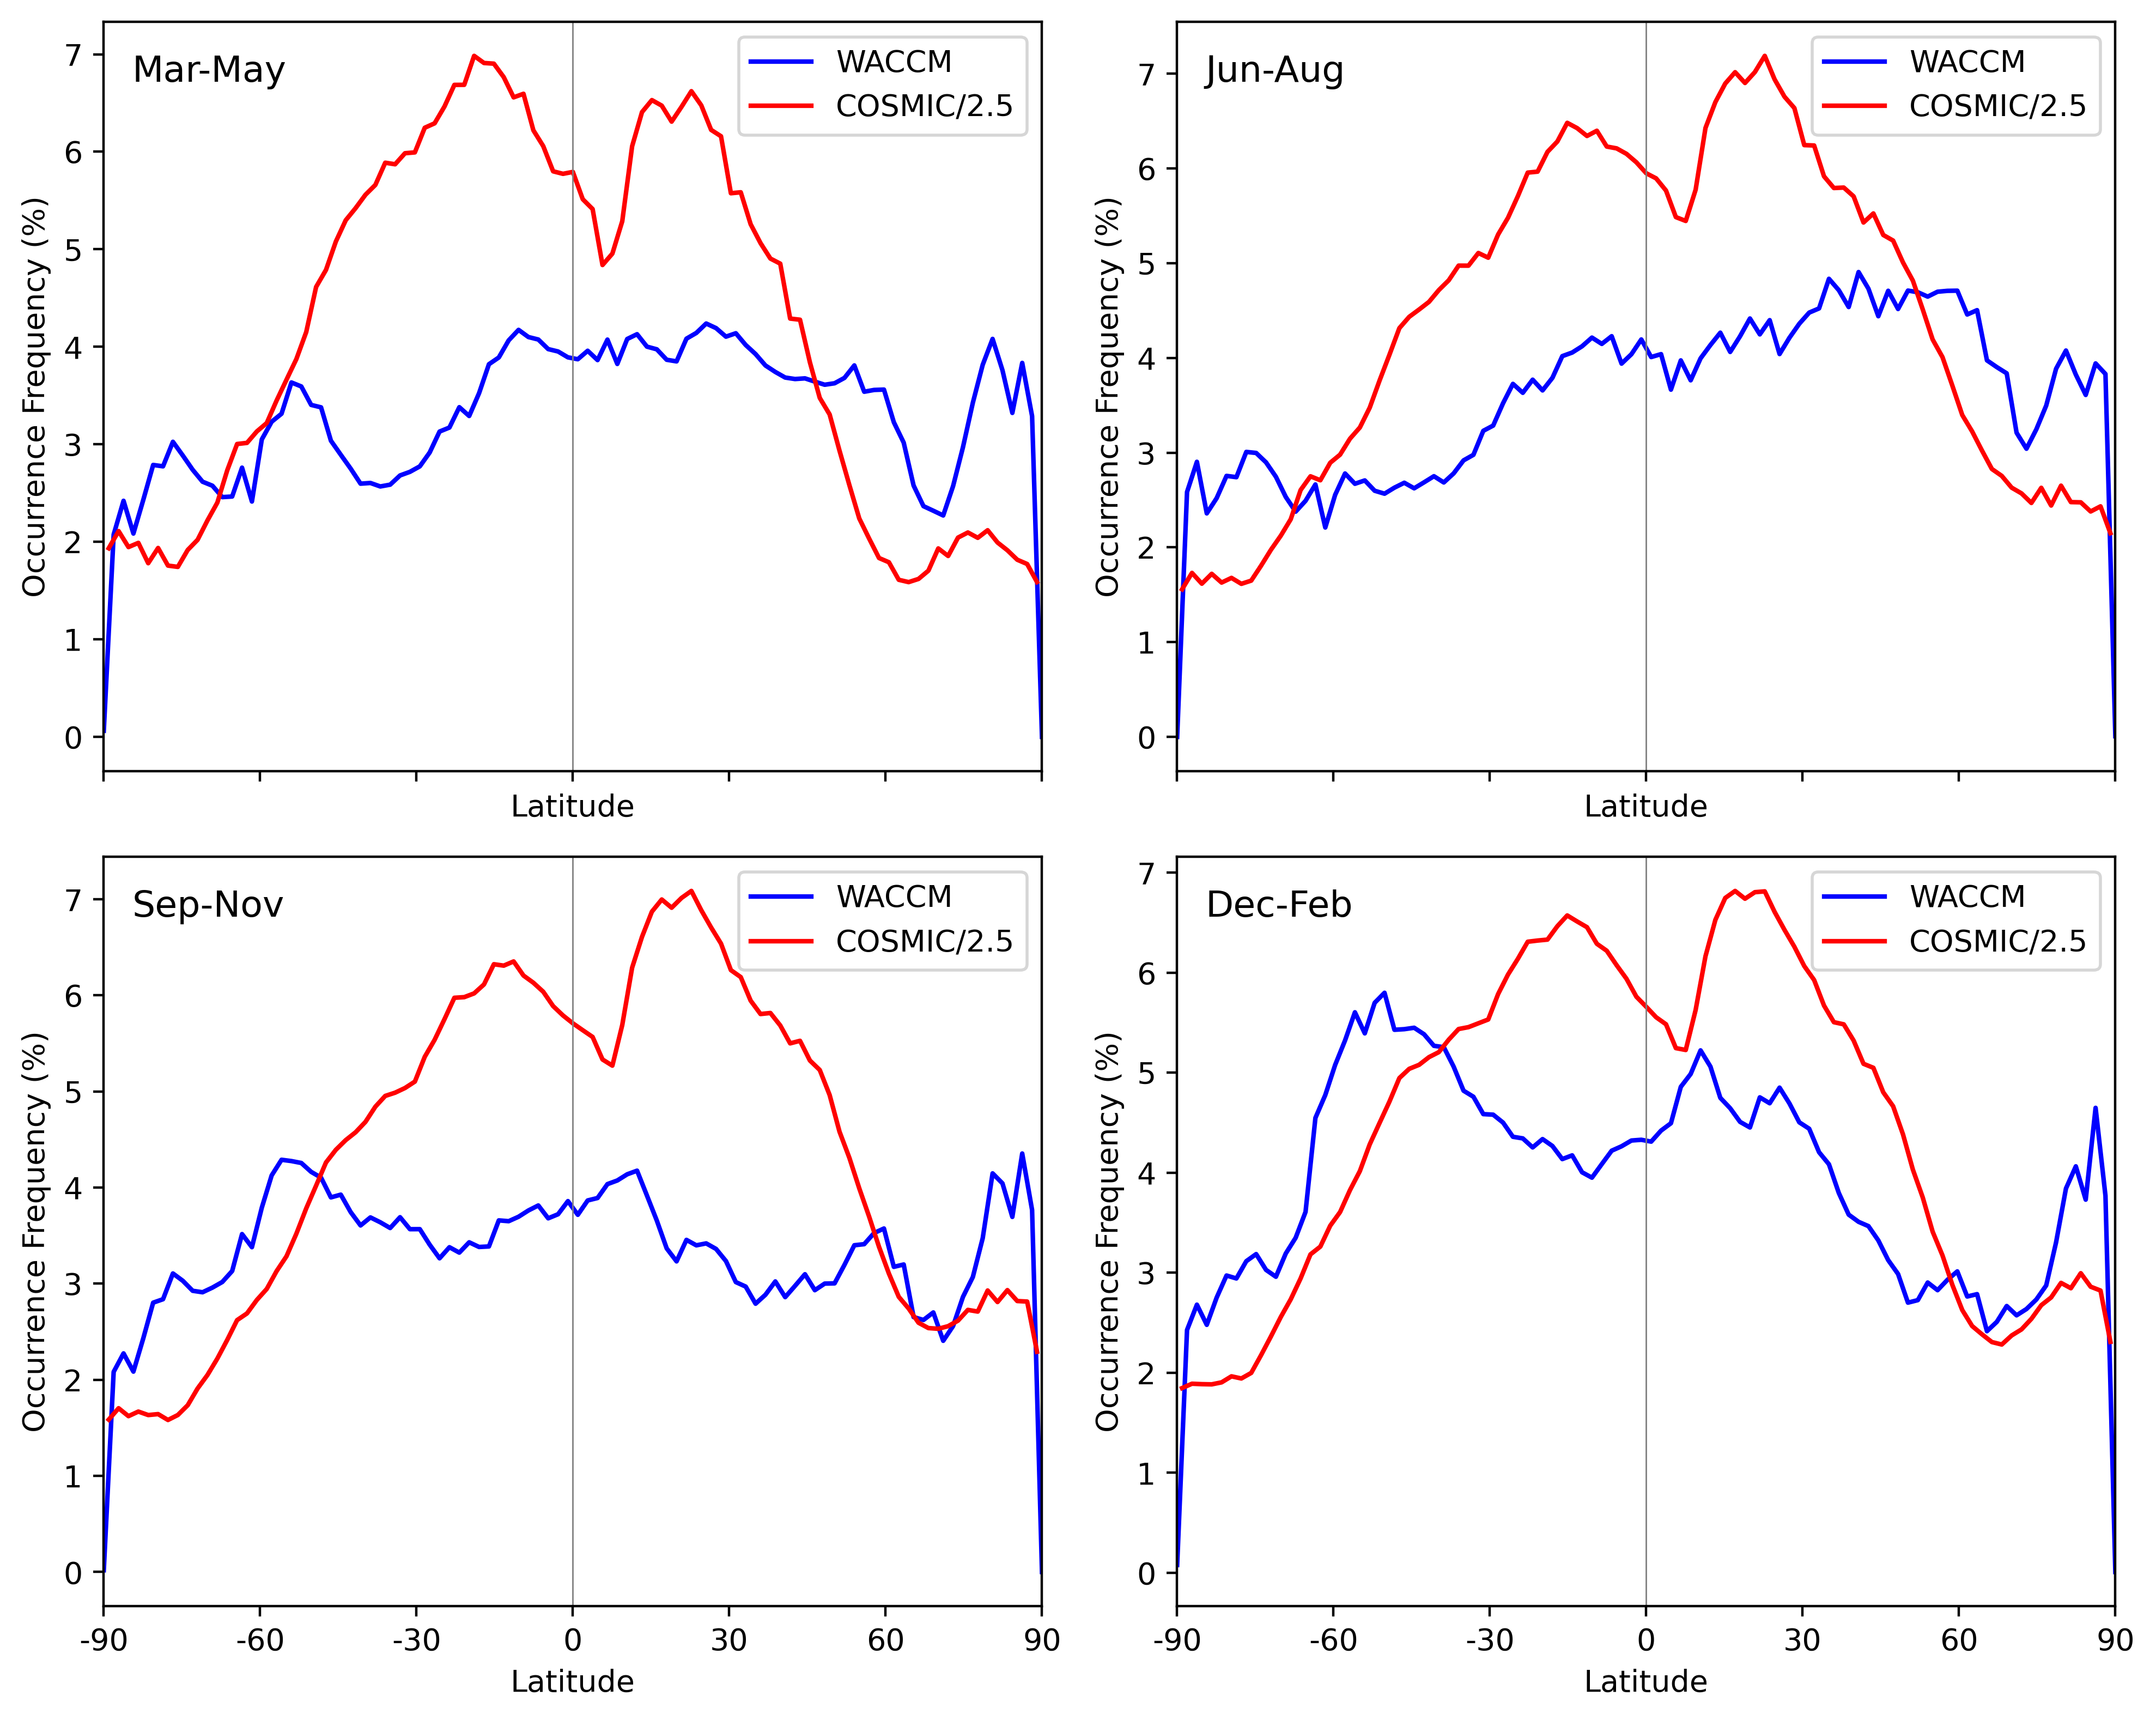 Mar-May
WACCM
COSMIC/2.5
Occurrence Frequency (%)
7
6
5
4
3
2
1
0
Latitude
Jun-Aug
WACCM
COSMIC/2.5
Occurrence Frequency (%)
7
6
5
4
3
2
1
0
Latitude
Sep-Nov
WACCM
COSMIC/2.5
Occurrence Frequency (%)
7
6
5
4
3
2
1
0
-90 -60 -30 0 30 60 90
Latitude
Dec-Feb
WACCM
COSMIC/2.5
Occurrence Frequency (%)
7
6
5
4
3
2
1
0
-90 -60 -30 0 30 60 90
Latitude